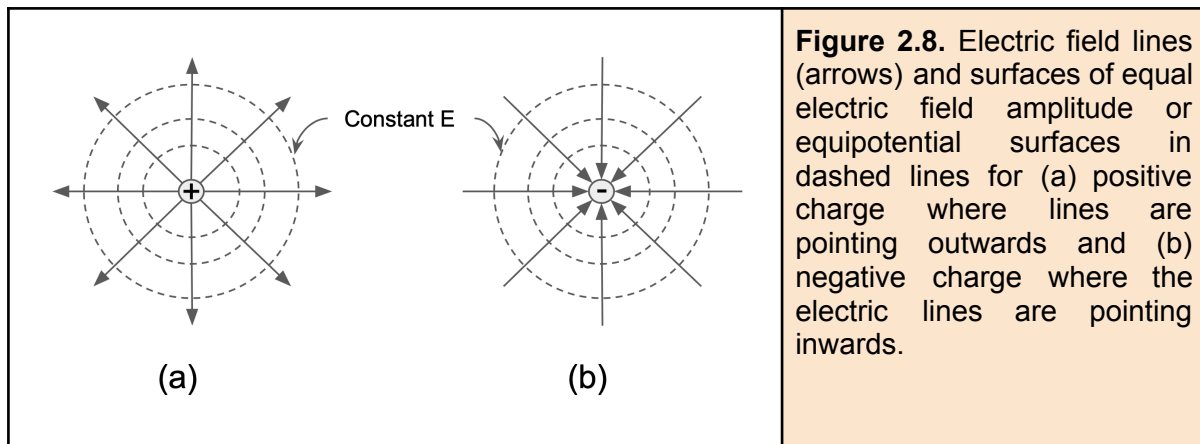 Constant E
+
-
(a)
(b)
Figure 2.8. Electric field lines
(arrows) and surfaces of equal
electric field amplitude or
equipotential surfaces in
dashed lines for (a) positive
charge where lines are
pointing outwards and (b)
negative charge where the
electric lines are pointing
inwards.